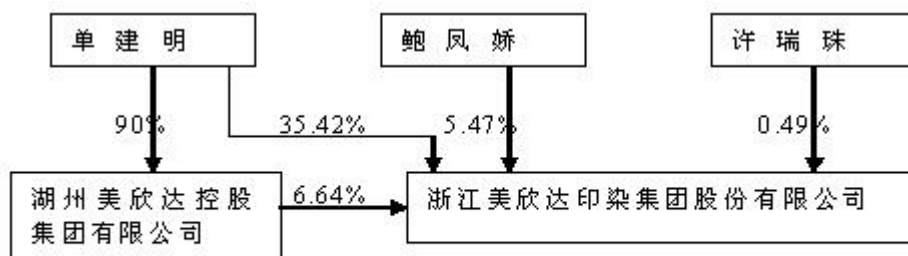 单建明
鲍凤娇
许瑞珠
90%
35.42%
5.47%
0.49%
湖州美欣达控股
集团有限公司
6.64%
浙江美欣达印染集团股份有限公司